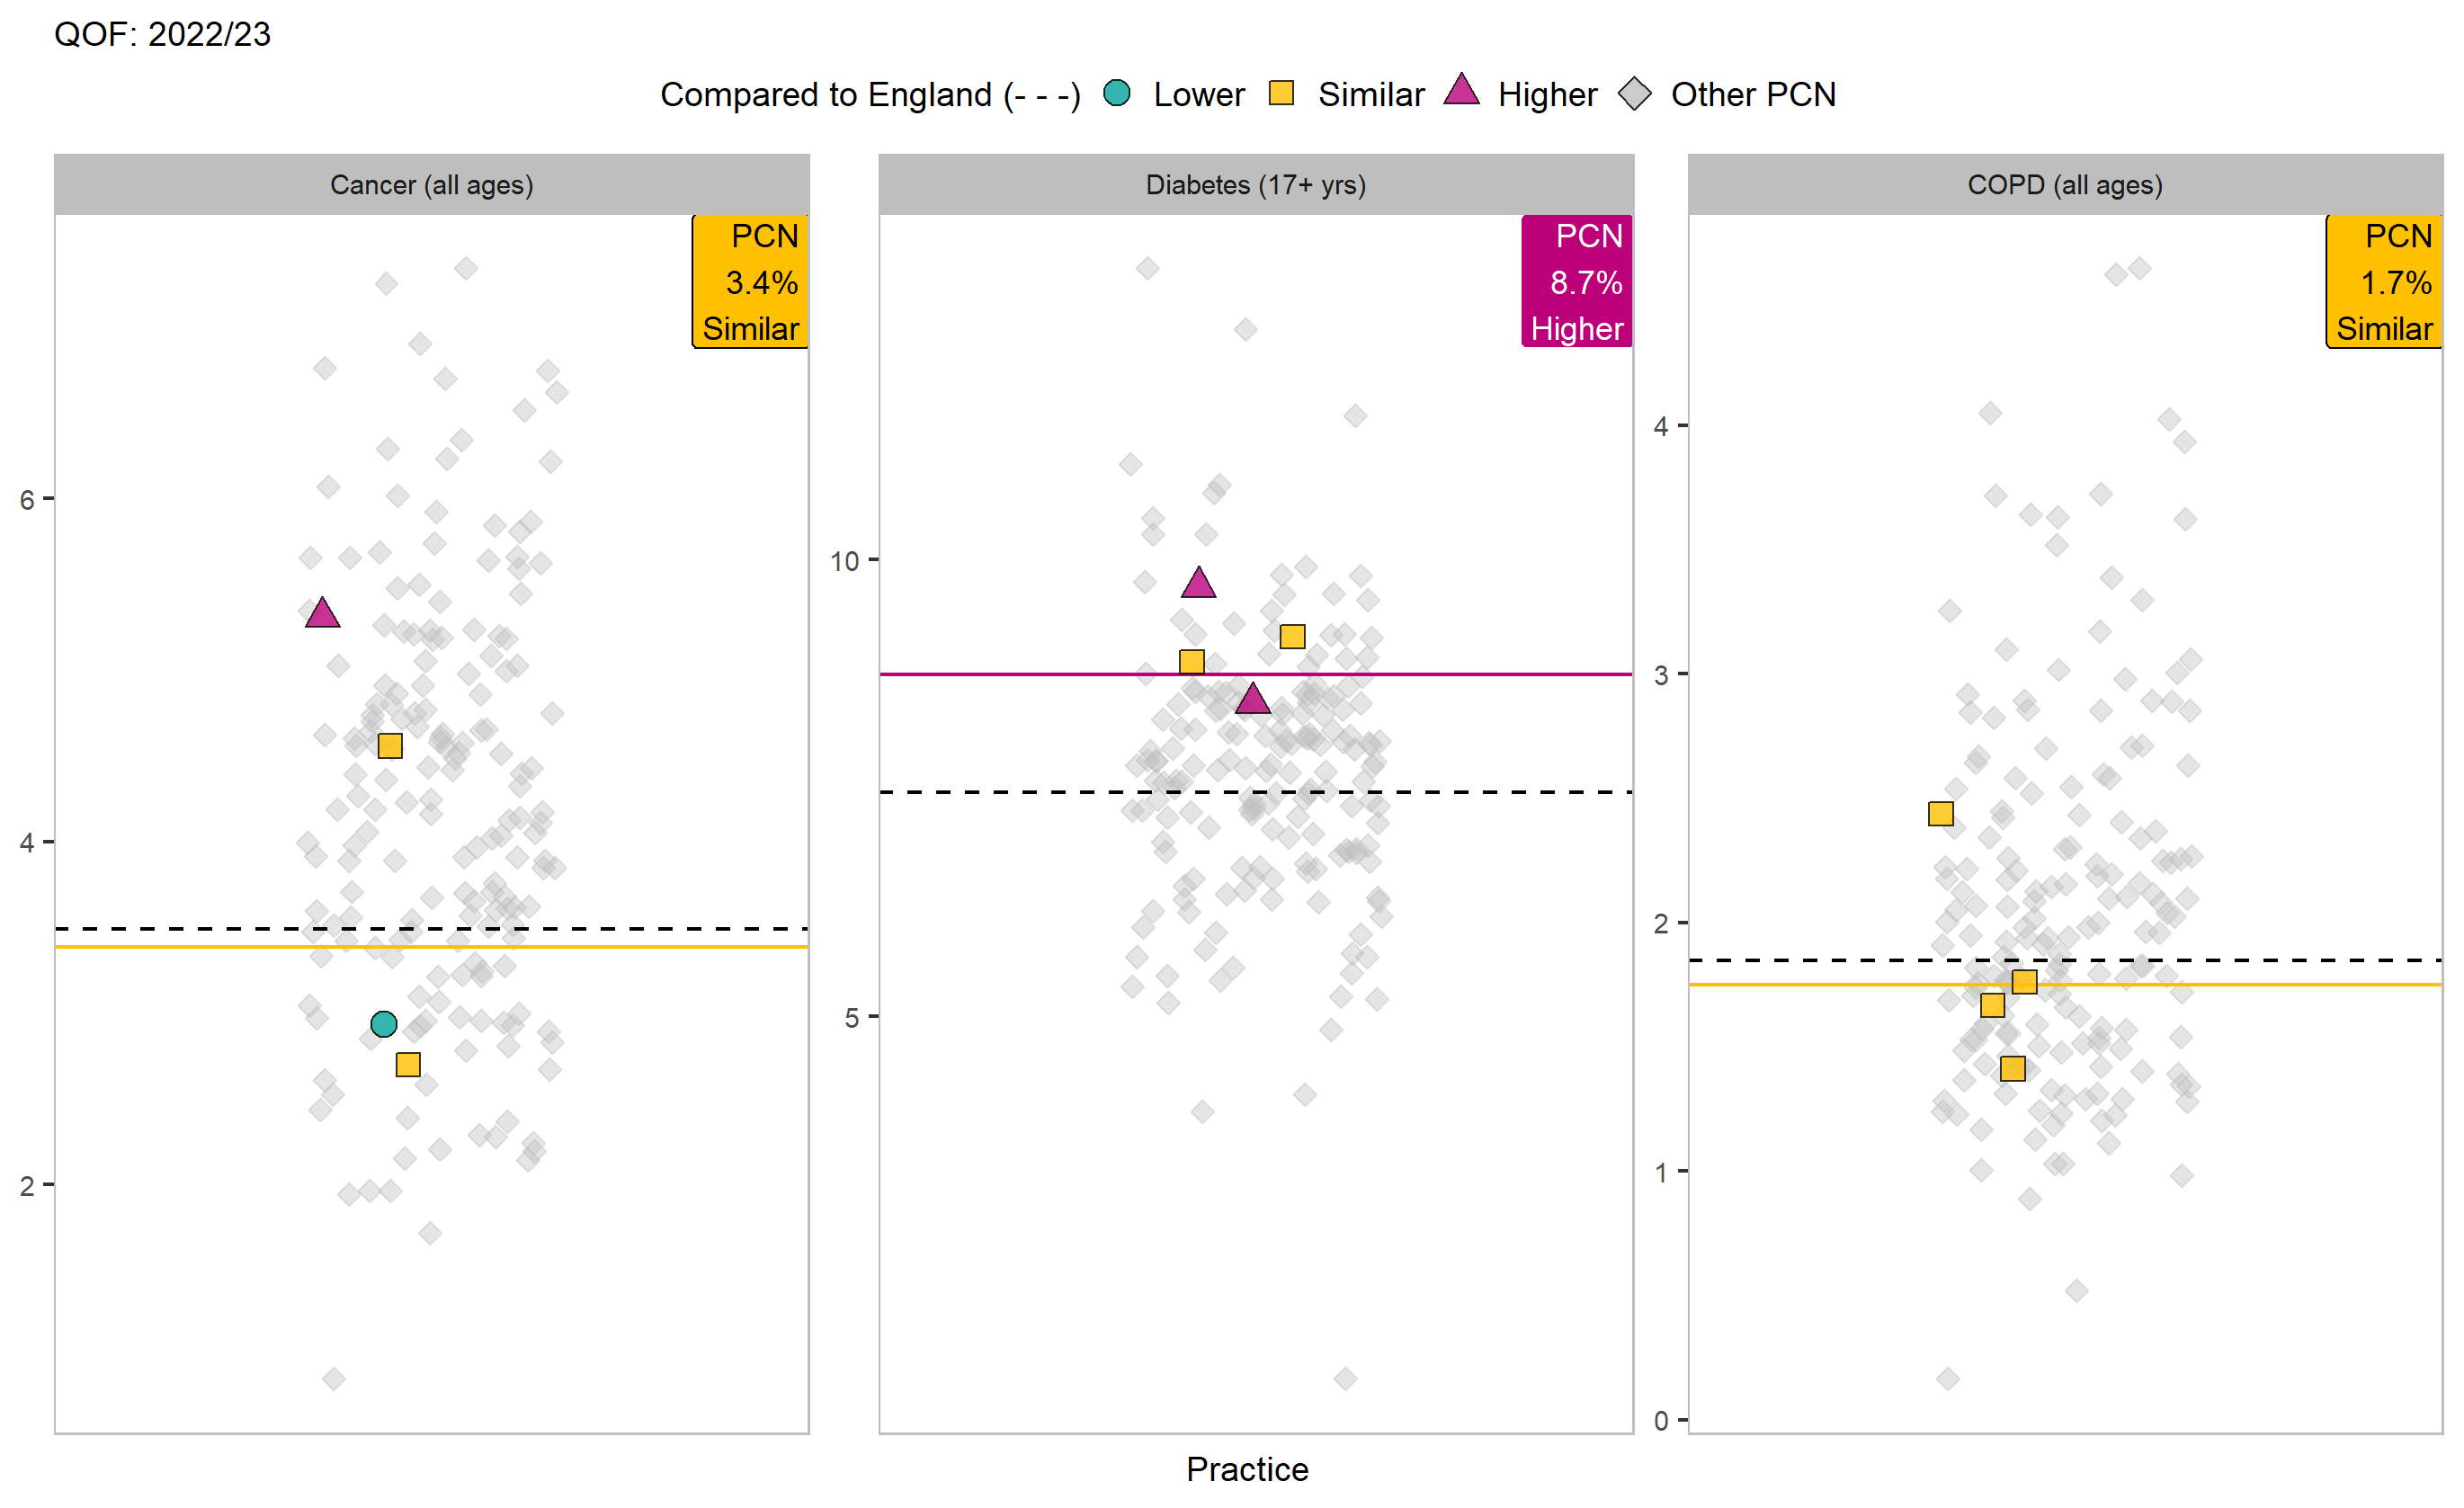 QOF: 2022/23
Compared to England (- - -) Lower Similar Higher Other PCN
Cancer (all ages)
PCN
3.4%
Similar
6
4
2
Diabetes (17+ yrs)
PCN
8.7%
Higher
10
5
COPD (all ages)
PCN
1.7%
Similar
4
3
2
1
0
Practice